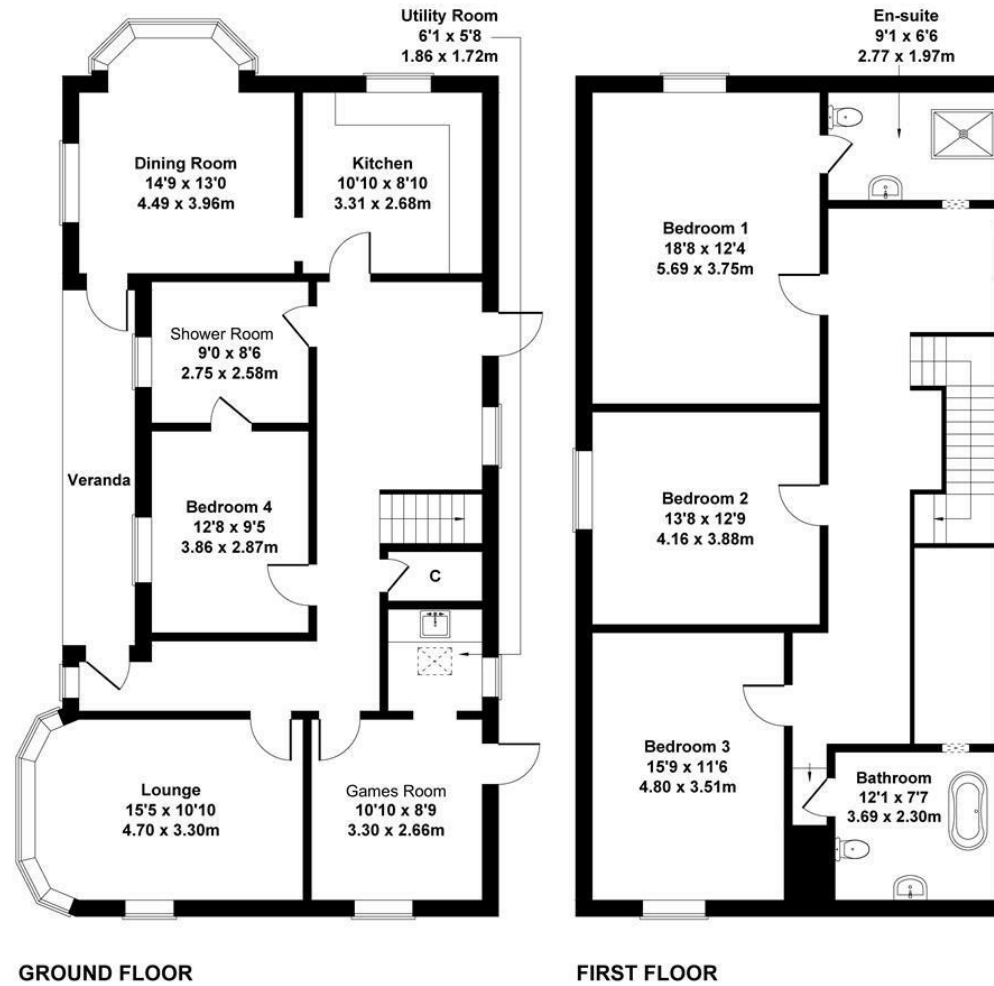 Utility Room
6'1 x 5'8
1.86 x 1.72m
En-suite
9'1 x 6'6
2.77 x 1.97m
Dining Room
14'9 x 13'0
4.49 x 3.96m
Kitchen
10'10 x 8'10
3.31 x 2.68m
Bedroom 1
18'8 x 12'4
5.69 x 3.75m
Shower Room
9'0 x 8'6
2.75 x 2.58m
Veranda
Bedroom 4
12'8 x 9'5
3.86 x 2.87m
Bedroom 2
13'8 x 12'9
4.16 x 3.88m
C
Lounge
15'5 x 10'10
4.70 x 3.30m
Games Room
10'10 x 8'9
3.30 x 2.66m
Bedroom 3
15'9 x 11'6
4.80 x 3.51m
Bathroom
12'1 x 7'7
3.69 x 2.30m
GROUND FLOOR
FIRST FLOOR